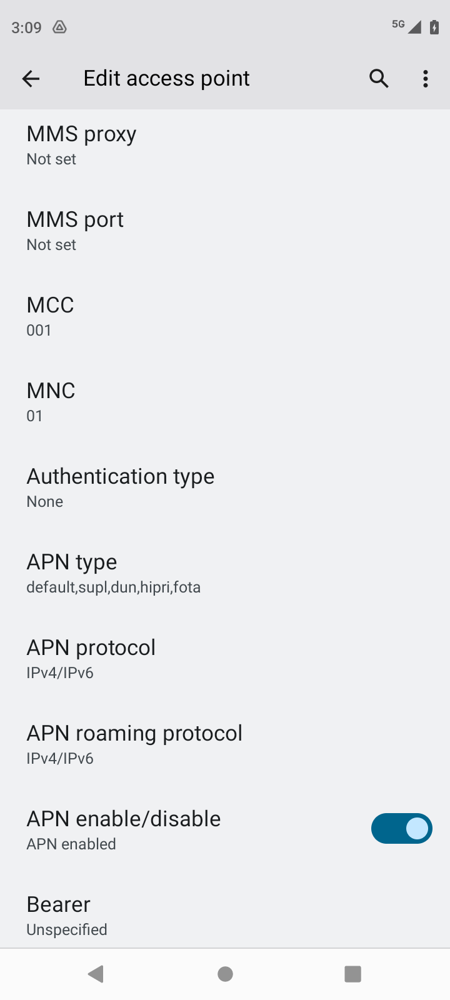 3:09
5G
Edit access point
MMS proxy
Not set
MMS port
Not set
MCC
001
MNC
01
Authentication type
None
APN type
default,supl,dun,hipri,fota
APN protocol
IPv4/IPv6
APN roaming protocol
IPv4/IPv6
APN enable/disable
APN enabled
Bearer
Unspecified